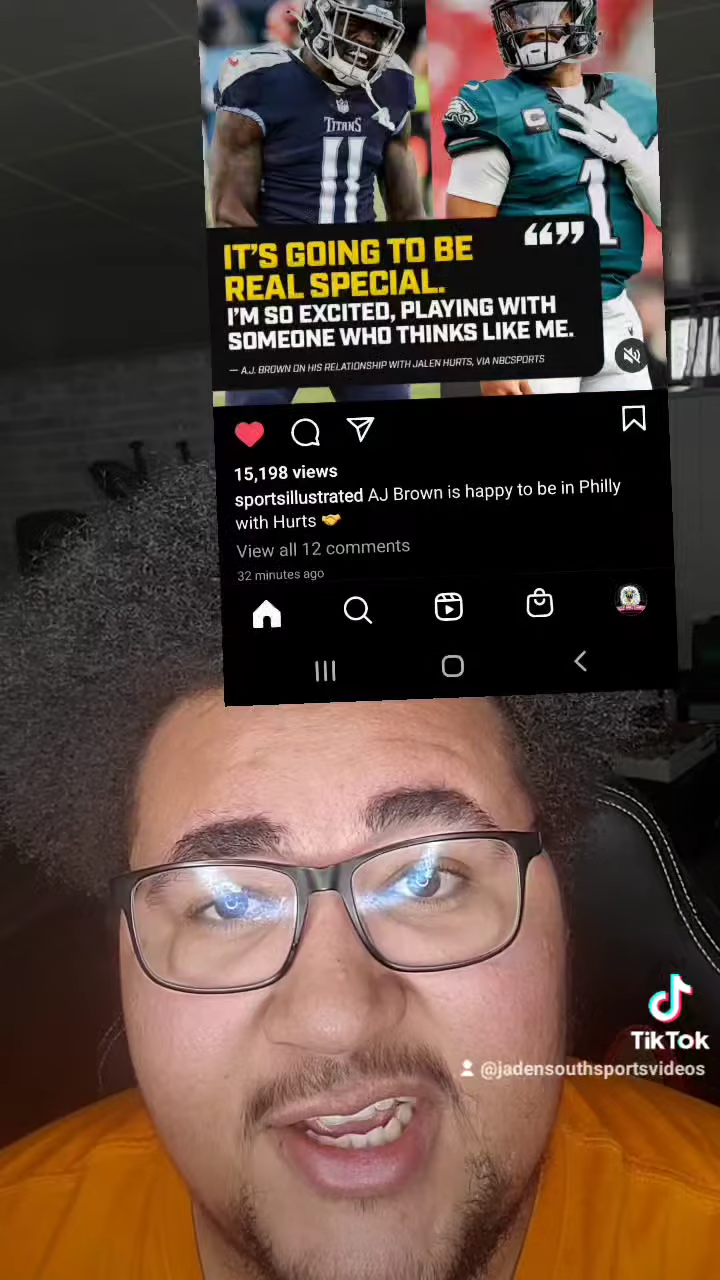 TITANS
11
C
1
IT'S GOING TO BE
REAL SPECIAL.
I'M SO EXCITED, PLAYING WITH
SOMEONE WHO THINKS LIKE ME.
— A.J. BROWN ON HIS RELATIONSHIP WITH JALEN HURTS, VIA NBCSPORTS
15,198 views
sportsillustrated AJ Brown is happy to be in Philly
with Hurts 🤝
View all 12 comments
32 minutes ago
TikTok
@jadensouthsportsvideos